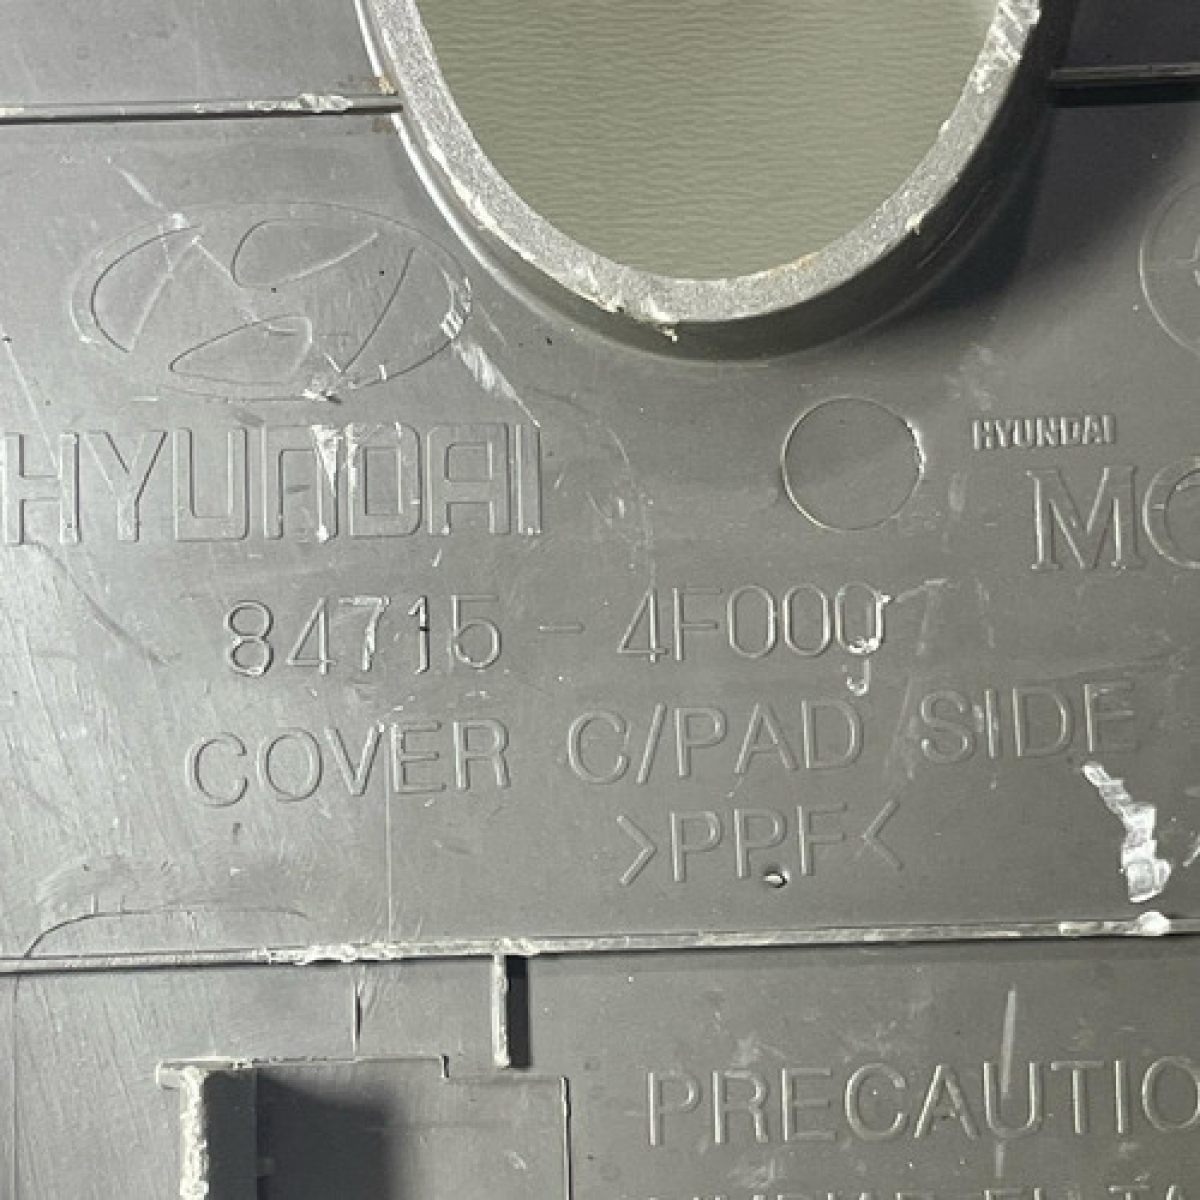 HYUNDAI
HYUNDAI
84715-4F000
COVER C/PAD SIDE
>PPF<